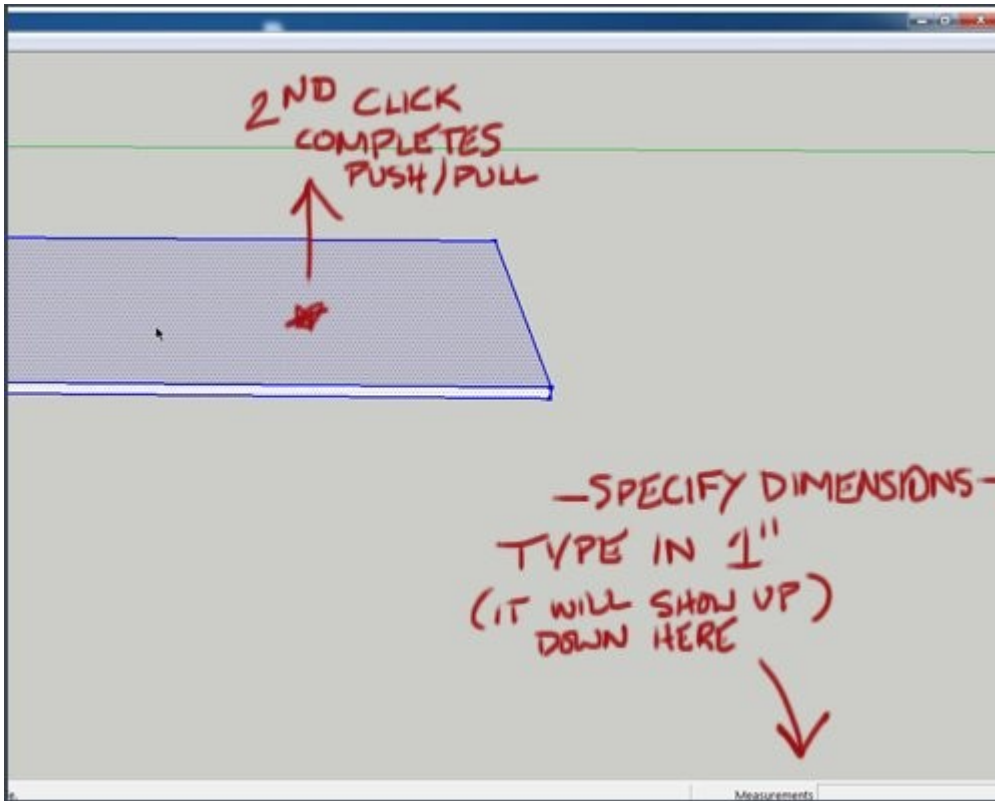 2ND CLICK
COMPLETES
PUSH/PULL
-SPECIFY DIMENSIONS-
TYPE IN 1"
(IT WILL SHOW UP)
DOWN HERE
e.
Measurements